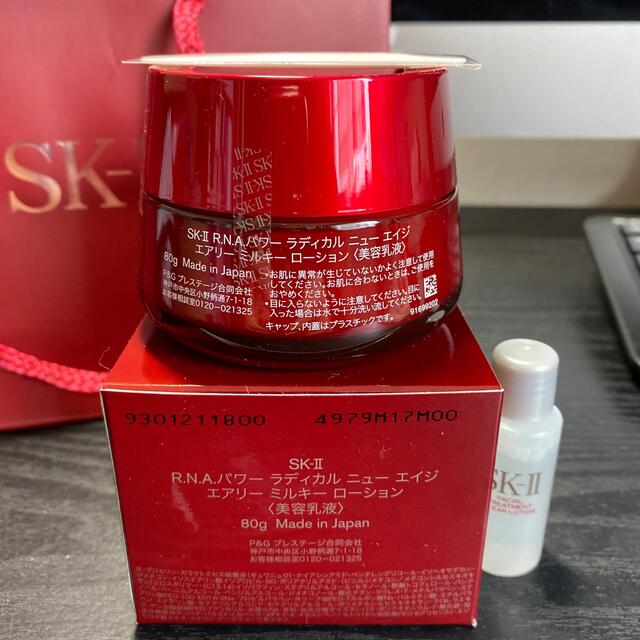 SK-II
SK-II R.N.A.パワー ラディカル ニュー エイジ
エアリー ミルキー ローション〈美容乳液〉
80g Made in Japan
P&G プレステージ合同会社
神戸市中央区小野柄通7-1-18
お客様相談室0120-021325
•お肌に異常が生じていないかよく注意して使用
してください。お肌に合わないときは、ご使用を
おやめください。
•目に入らないように注意してください。目に
入った場合は水で十分洗い流してください。
キャップ、内蓋はプラスチックです。
91699202
9301211800 4979M17M00
SK-II
R.N.A.パワー ラディカル ニュー エイジ
エアリー ミルキー ローション
〈美容乳液〉
80g Made in Japan
P&G プレステージ合同会社
神戸市中央区小野柄通7-1-18
お客様相談室0120-021325
SK-II
FACIAL
TREATMENT
CLEAR LOTION